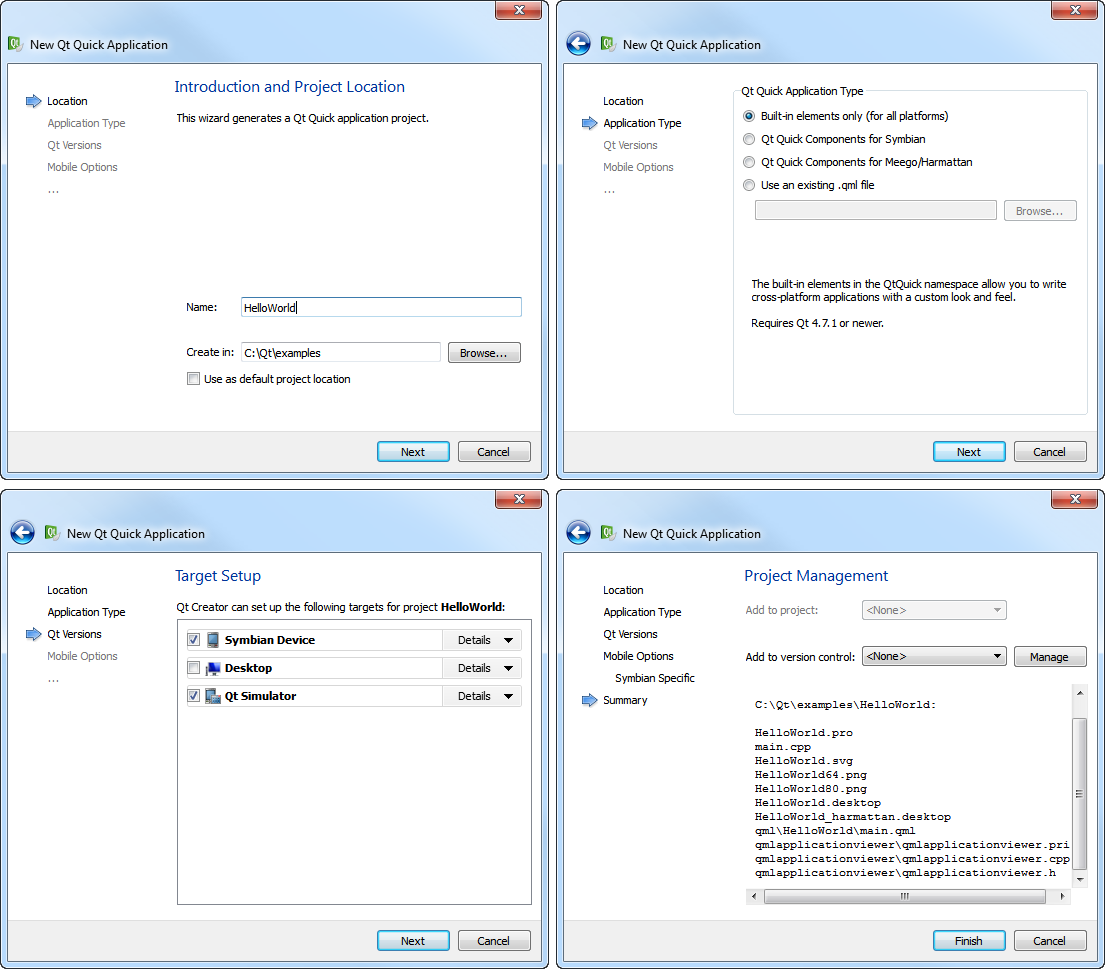 New Qt Quick Application
Location
Application Type
Qt Versions
Mobile Options
...
Introduction and Project Location
This wizard generates a Qt Quick application project.
Name: HelloWorld
Create in: C:\Qt\examples Browse...
Use as default project location
Next Cancel
New Qt Quick Application
Location
Application Type
Qt Versions
Mobile Options
...
Qt Quick Application Type
Built-in elements only (for all platforms)
Qt Quick Components for Symbian
Qt Quick Components for Meego/Harmattan
Use an existing .qml file
Browse...
The built-in elements in the QtQuick namespace allow you to write
cross-platform applications with a custom look and feel.
Requires Qt 4.7.1 or newer.
Next Cancel
New Qt Quick Application
Location
Application Type
Qt Versions
Mobile Options
...
Target Setup
Qt Creator can set up the following targets for project HelloWorld:
Symbian Device Details
Desktop Details
Qt Simulator Details
Next Cancel
New Qt Quick Application
Location
Application Type
Qt Versions
Mobile Options
Symbian Specific
Summary
Project Management
Add to project: <None>
Add to version control: <None> Manage
C:\Qt\examples\HelloWorld:
HelloWorld.pro
main.cpp
HelloWorld.svg
HelloWorld64.png
HelloWorld80.png
HelloWorld.desktop
HelloWorld_harmattan.desktop
qml\HelloWorld\main.qml
qmlapplicationviewer\qmlapplicationviewer.pri
qmlapplicationviewer\qmlapplicationviewer.cpp
qmlapplicationviewer\qmlapplicationviewer.h
Finish Cancel